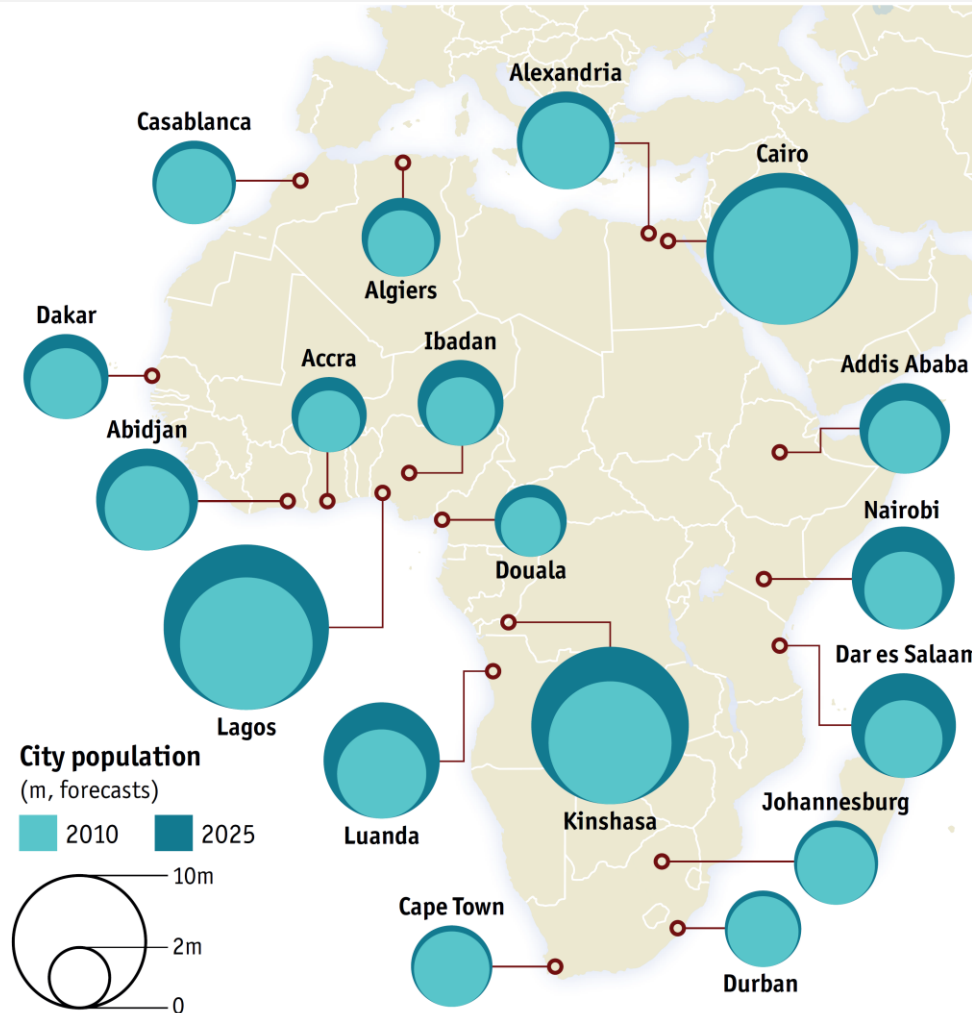 Alexandria
Casablanca
Cairo
Algiers
Dakar
Accra
Ibadan
Addis Ababa
Abidjan
Nairobi
Douala
Dar es Salaam
Lagos
City population
(m, forecasts)
2010
2025
Luanda
Kinshasa
Johannesburg
10m
Cape Town
2m
Durban
0